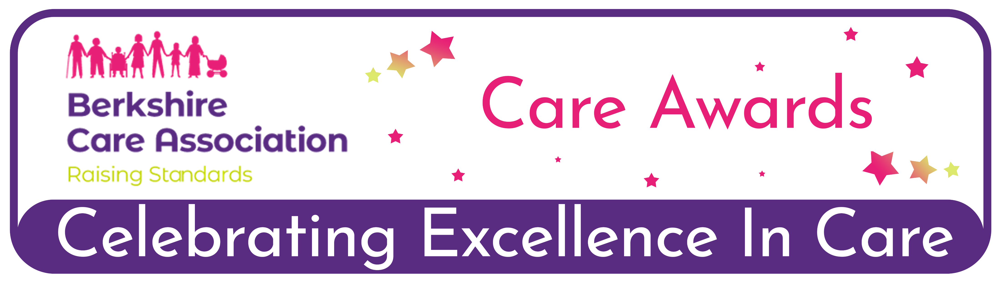 Berkshire
Care Association
Raising Standards
Care Awards
Celebrating Excellence In Care